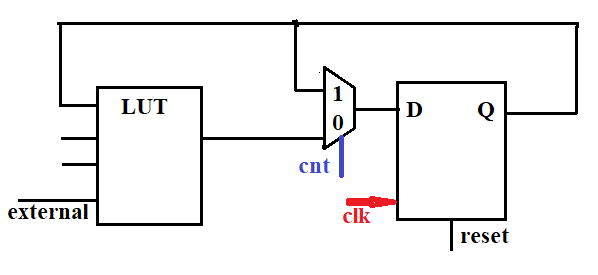 LUT
1
D
Q
0
cnt
external
clk
reset